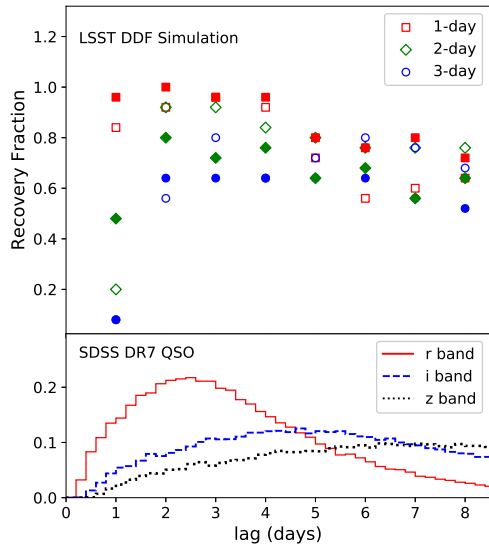 LSST DDF Simulation
1-day
2-day
3-day
Recovery Fraction
1.2
1.0
0.8
0.6
0.4
0.2
SDSS DR7 QSO
r band
i band
z band
0.2
0.1
0.0
0 1 2 3 4 5 6 7 8
lag (days)